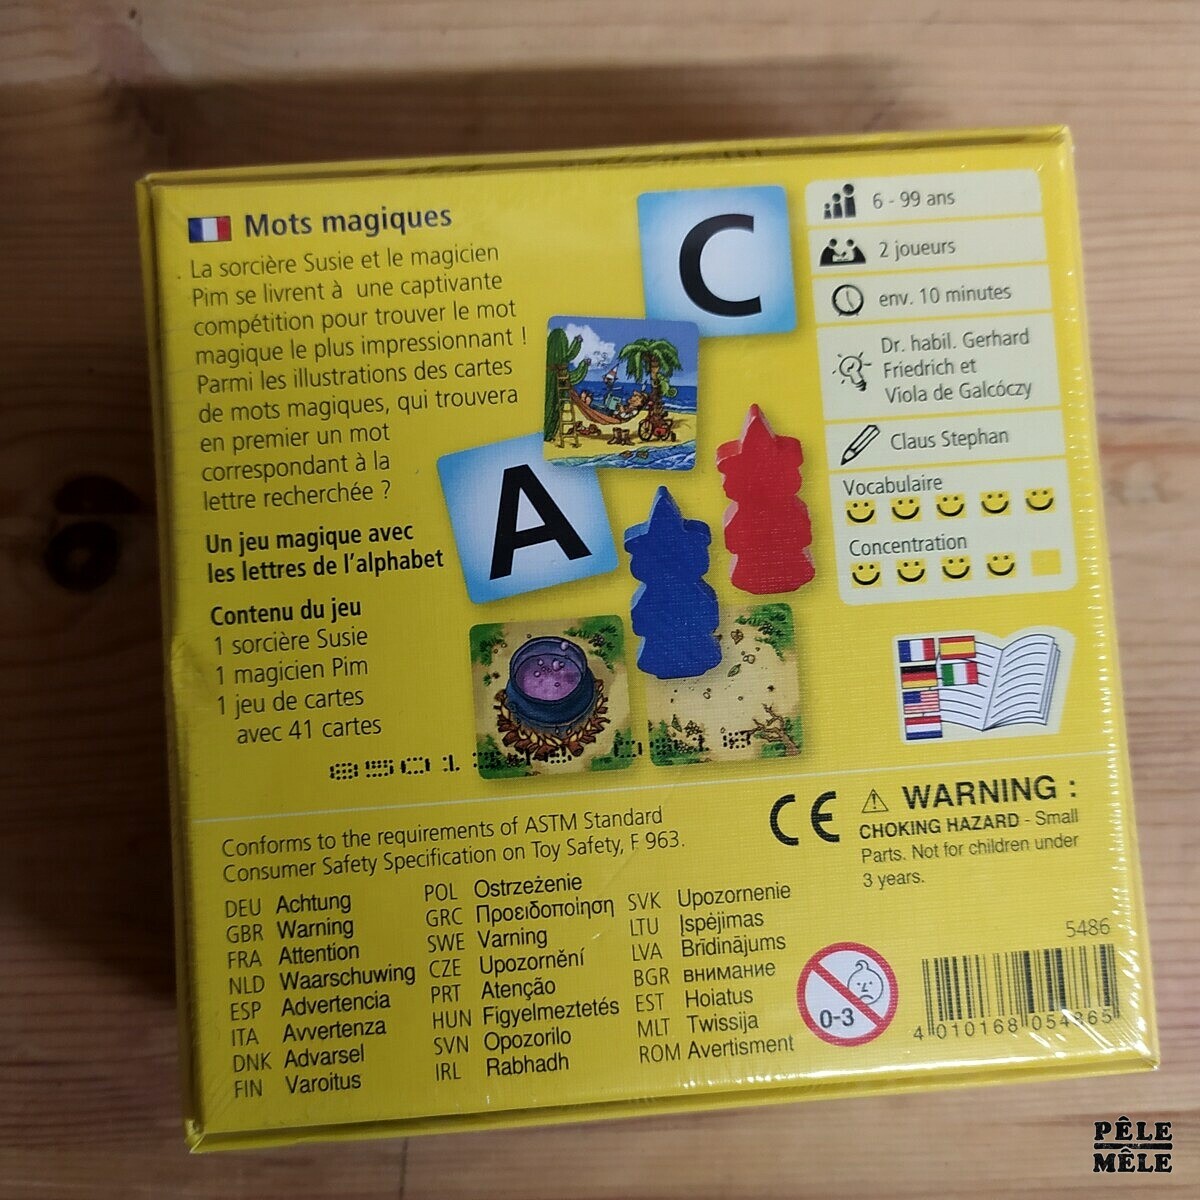 Mots magiques
La sorcière Susie et le magicien
Pim se livrent à une captivante
compétition pour trouver le mot
magique le plus impressionnant !
Parmi les illustrations des cartes
de mots magiques, qui trouvera
en premier un mot
correspondant à la
lettre recherchée ?
Un jeu magique avec
les lettres de l'alphabet
Contenu du jeu
1 sorcière Susie
1 magicien Pim
1 jeu de cartes
avec 41 cartes
C
A
6 - 99 ans
2 joueurs
env. 10 minutes
Dr. habil. Gerhard
Friedrich et
Viola de Galcóczy
Claus Stephan
Vocabulaire
Concentration
Conforms to the requirements of ASTM Standard
Consumer Safety Specification on Toy Safety, F 963.
CE
WARNING :
CHOKING HAZARD - Small
Parts. Not for children under
3 years.
DEU Achtung
GBR Warning
FRA Attention
NLD Waarschuwing
ESP Advertencia
ITA Avvertenza
DNK Advarsel
FIN Varoitus
POL Ostrzeżenie
GRC Προειδοποίηση
SWE Varning
CZE Upozornění
PRT Atenção
HUN Figyelmeztetés
SVN Opozorilo
IRL Rabhadh
SVK Upozornenie
LTU Įspėjimas
LVA Brīdinājums
BGR внимание
EST Hoiatus
MLT Twissija
ROM Avertisment
0-3
5486
4 010168 054865
PÊLE
MÊLE